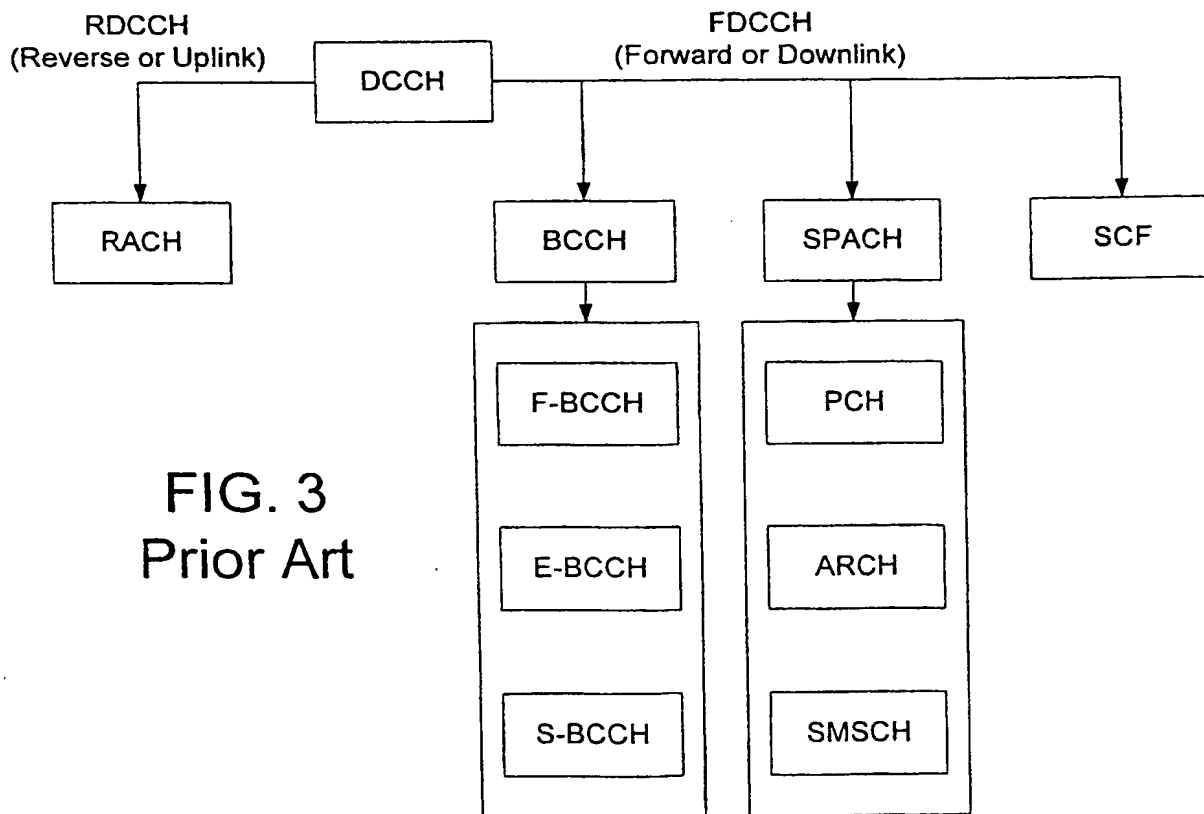 RDCCH
(Reverse or Uplink)
FDCCH
(Forward or Downlink)
DCCH
RACH
BCCH
SPACH
SCF
F-BCCH
PCH
E-BCCH
ARCH
S-BCCH
SMSCH
FIG. 3
Prior Art